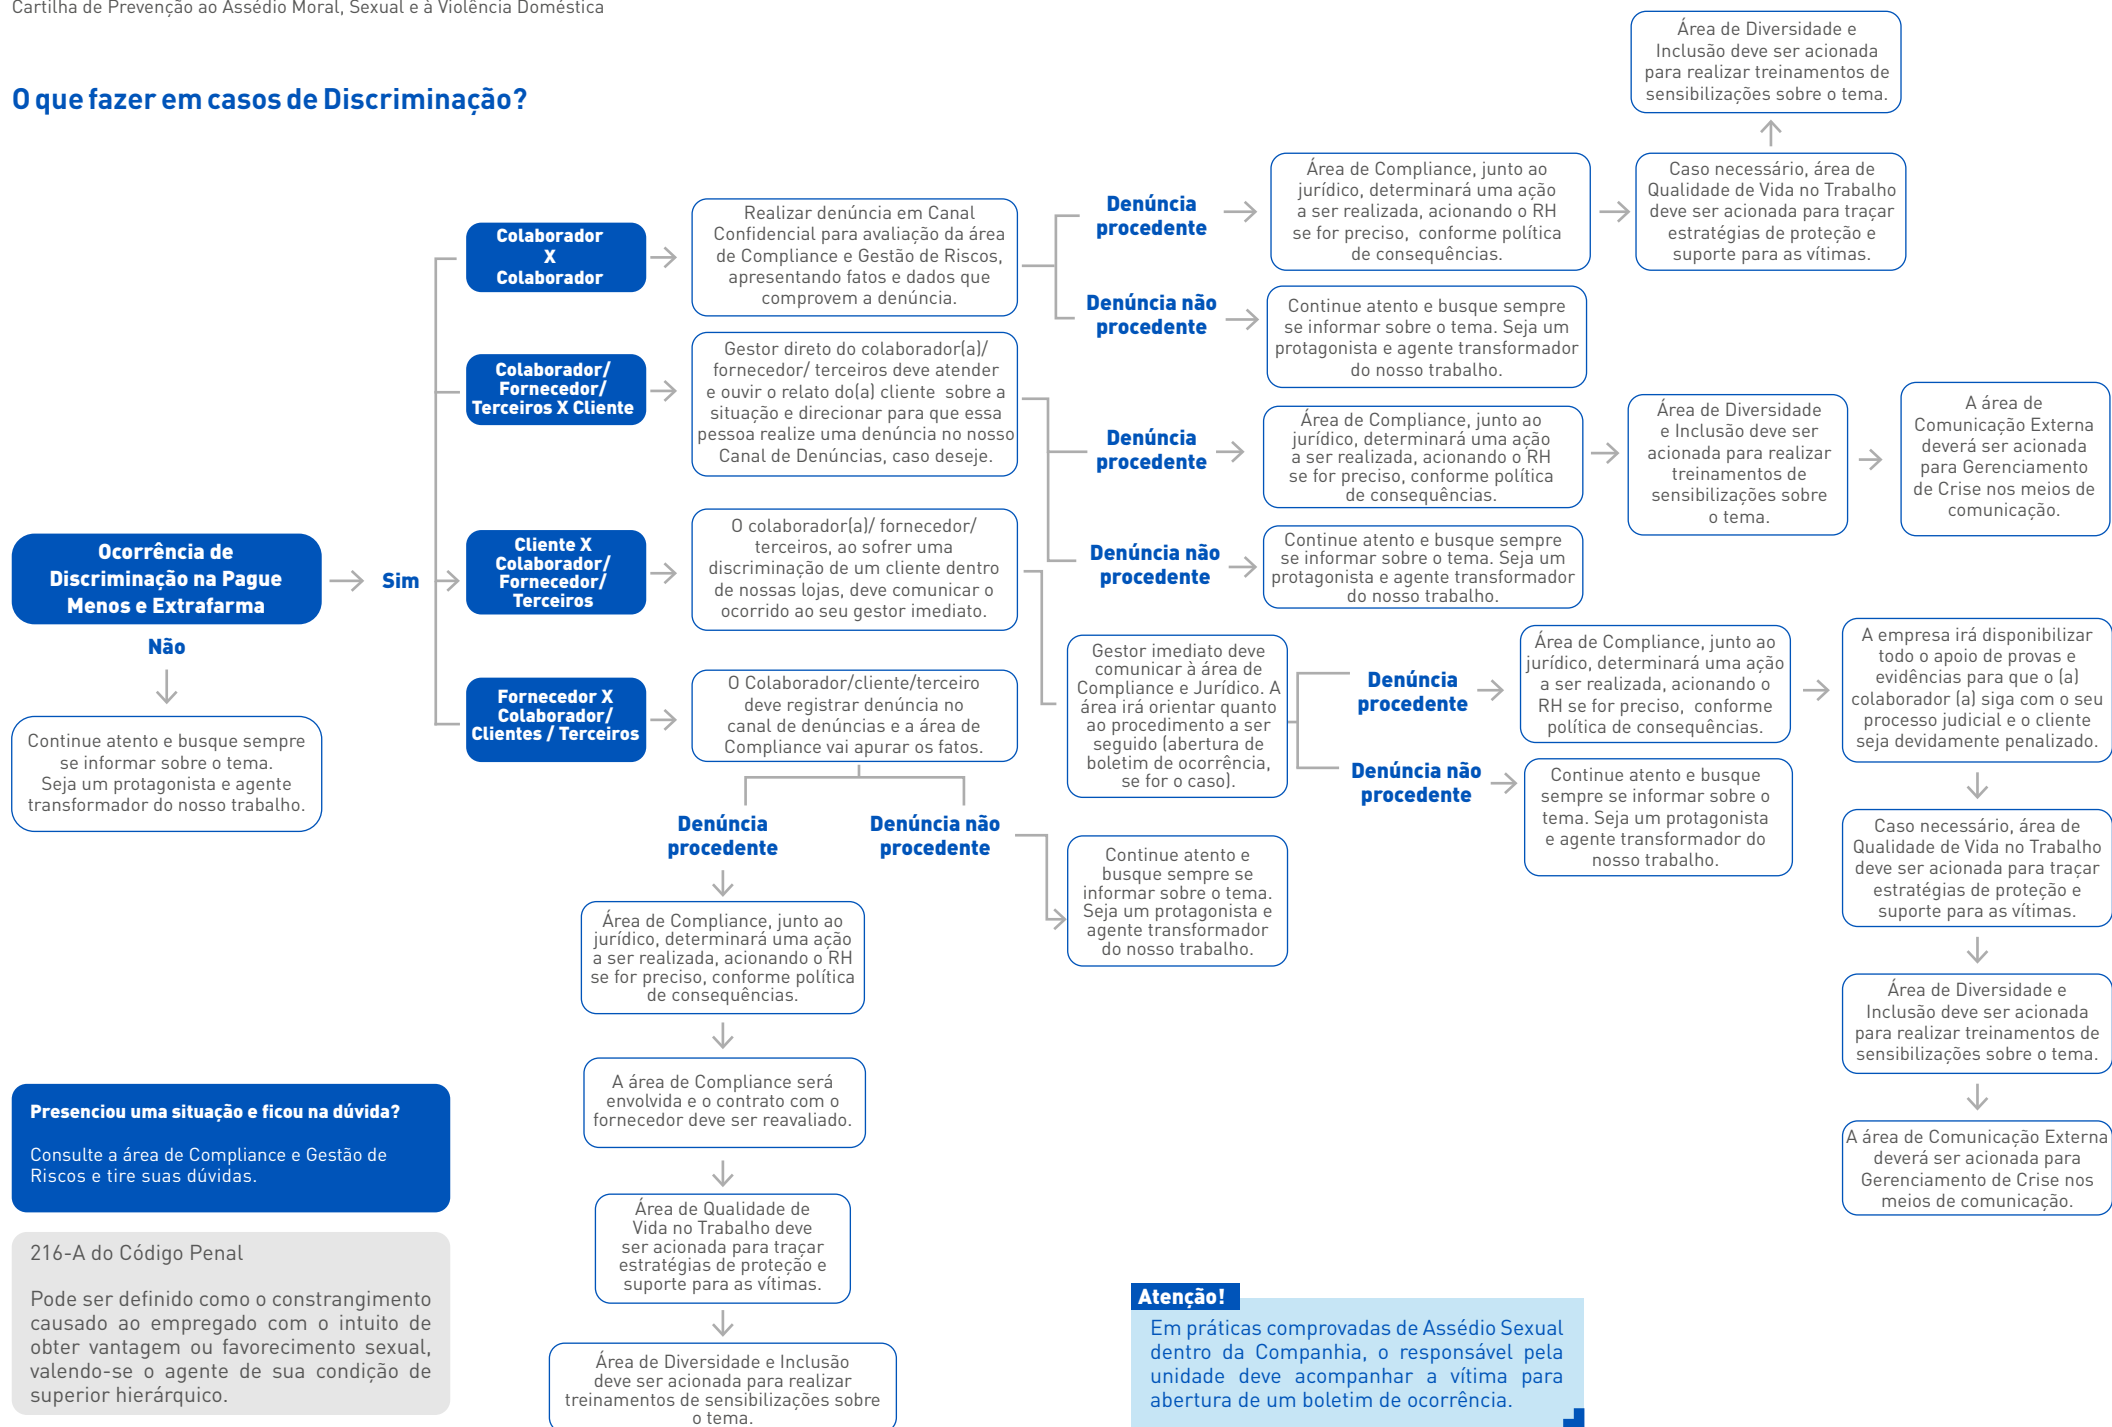 Cartilha de Prevenção ao Assédio Moral, Sexual e à Violência Doméstica
O que fazer em casos de Discriminação?
Ocorrência de
Discriminação na Pague
Menos e Extrafarma
Não
Continue atento e busque sempre
se informar sobre o tema.
Seja um protagonista e agente
transformador do nosso trabalho.
Sim
Colaborador
X
Colaborador
Realizar denúncia em Canal
Confidencial para avaliação da área
de Compliance e Gestão de Riscos,
apresentando fatos e dados que
comprovem a denúncia.
Denúncia
procedente
Área de Compliance, junto ao
jurídico, determinará uma ação
a ser realizada, acionando o RH
se for preciso, conforme política
de consequências.
Caso necessário, área de
Qualidade de Vida no Trabalho
deve ser acionada para traçar
estratégias de proteção e
suporte para as vítimas.
Área de Diversidade e
Inclusão deve ser acionada
para realizar treinamentos de
sensibilizações sobre o tema.
Denúncia não
procedente
Continue atento e busque sempre
se informar sobre o tema. Seja um
protagonista e agente transformador
do nosso trabalho.
Colaborador/
Fornecedor/
Terceiros X Cliente
Gestor direto do colaborador(a)/
fornecedor/ terceiros deve atender
e ouvir o relato do(a) cliente sobre a
situação e direcionar para que essa
pessoa realize uma denúncia no nosso
Canal de Denúncias, caso deseje.
Denúncia
procedente
Área de Compliance, junto ao
jurídico, determinará uma ação
a ser realizada, acionando o RH
se for preciso, conforme política
de consequências.
Área de Diversidade
e Inclusão deve ser
acionada para realizar
treinamentos de
sensibilizações sobre
o tema.
A área de
Comunicação Externa
deverá ser acionada
para Gerenciamento
de Crise nos meios de
comunicação.
Denúncia não
procedente
Continue atento e busque sempre
se informar sobre o tema. Seja um
protagonista e agente transformador
do nosso trabalho.
Cliente X
Colaborador/
Fornecedor/
Terceiros
O colaborador(a)/ fornecedor/
terceiros, ao sofrer uma
discriminação de um cliente dentro
de nossas lojas, deve comunicar o
ocorrido ao seu gestor imediato.
Gestor imediato deve
comunicar à área de
Compliance e Jurídico. A
área irá orientar quanto
ao procedimento a ser
seguido (abertura de
boletim de ocorrência,
se for o caso).
Denúncia
procedente
Área de Compliance, junto ao
jurídico, determinará uma ação
a ser realizada, acionando o
RH se for preciso, conforme
política de consequências.
A empresa irá disponibilizar
todo o apoio de provas e
evidências para que o (a)
colaborador (a) siga com o seu
processo judicial e o cliente
seja devidamente penalizado.
Caso necessário, área de
Qualidade de Vida no Trabalho
deve ser acionada para traçar
estratégias de proteção e
suporte para as vítimas.
Área de Diversidade e
Inclusão deve ser acionada
para realizar treinamentos de
sensibilizações sobre o tema.
A área de Comunicação Externa
deverá ser acionada para
Gerenciamento de Crise nos
meios de comunicação.
Denúncia não
procedente
Continue atento e busque
sempre se informar sobre o
tema. Seja um protagonista
e agente transformador do
nosso trabalho.
Fornecedor X
Colaborador/
Clientes / Terceiros
O Colaborador/cliente/terceiro
deve registrar denúncia no
canal de denúncias e a área de
Compliance vai apurar os fatos.
Denúncia
procedente
Área de Compliance, junto ao
jurídico, determinará uma ação
a ser realizada, acionando o RH
se for preciso, conforme política
de consequências.
A área de Compliance será
envolvida e o contrato com o
fornecedor deve ser reavaliado.
Área de Qualidade de
Vida no Trabalho deve
ser acionada para traçar
estratégias de proteção e
suporte para as vítimas.
Área de Diversidade e Inclusão
deve ser acionada para realizar
treinamentos de sensibilizações sobre
o tema.
Denúncia não
procedente
Continue atento e
busque sempre se
informar sobre o tema.
Seja um protagonista e
agente transformador
do nosso trabalho.
Presenciou uma situação e ficou na dúvida?
Consulte a área de Compliance e Gestão de
Riscos e tire suas dúvidas.
216-A do Código Penal
Pode ser definido como o constrangimento
causado ao empregado com o intuito de
obter vantagem ou favorecimento sexual,
valendo-se o agente de sua condição de
superior hierárquico.
Atenção!
Em práticas comprovadas de Assédio Sexual
dentro da Companhia, o responsável pela
unidade deve acompanhar a vítima para
abertura de um boletim de ocorrência.